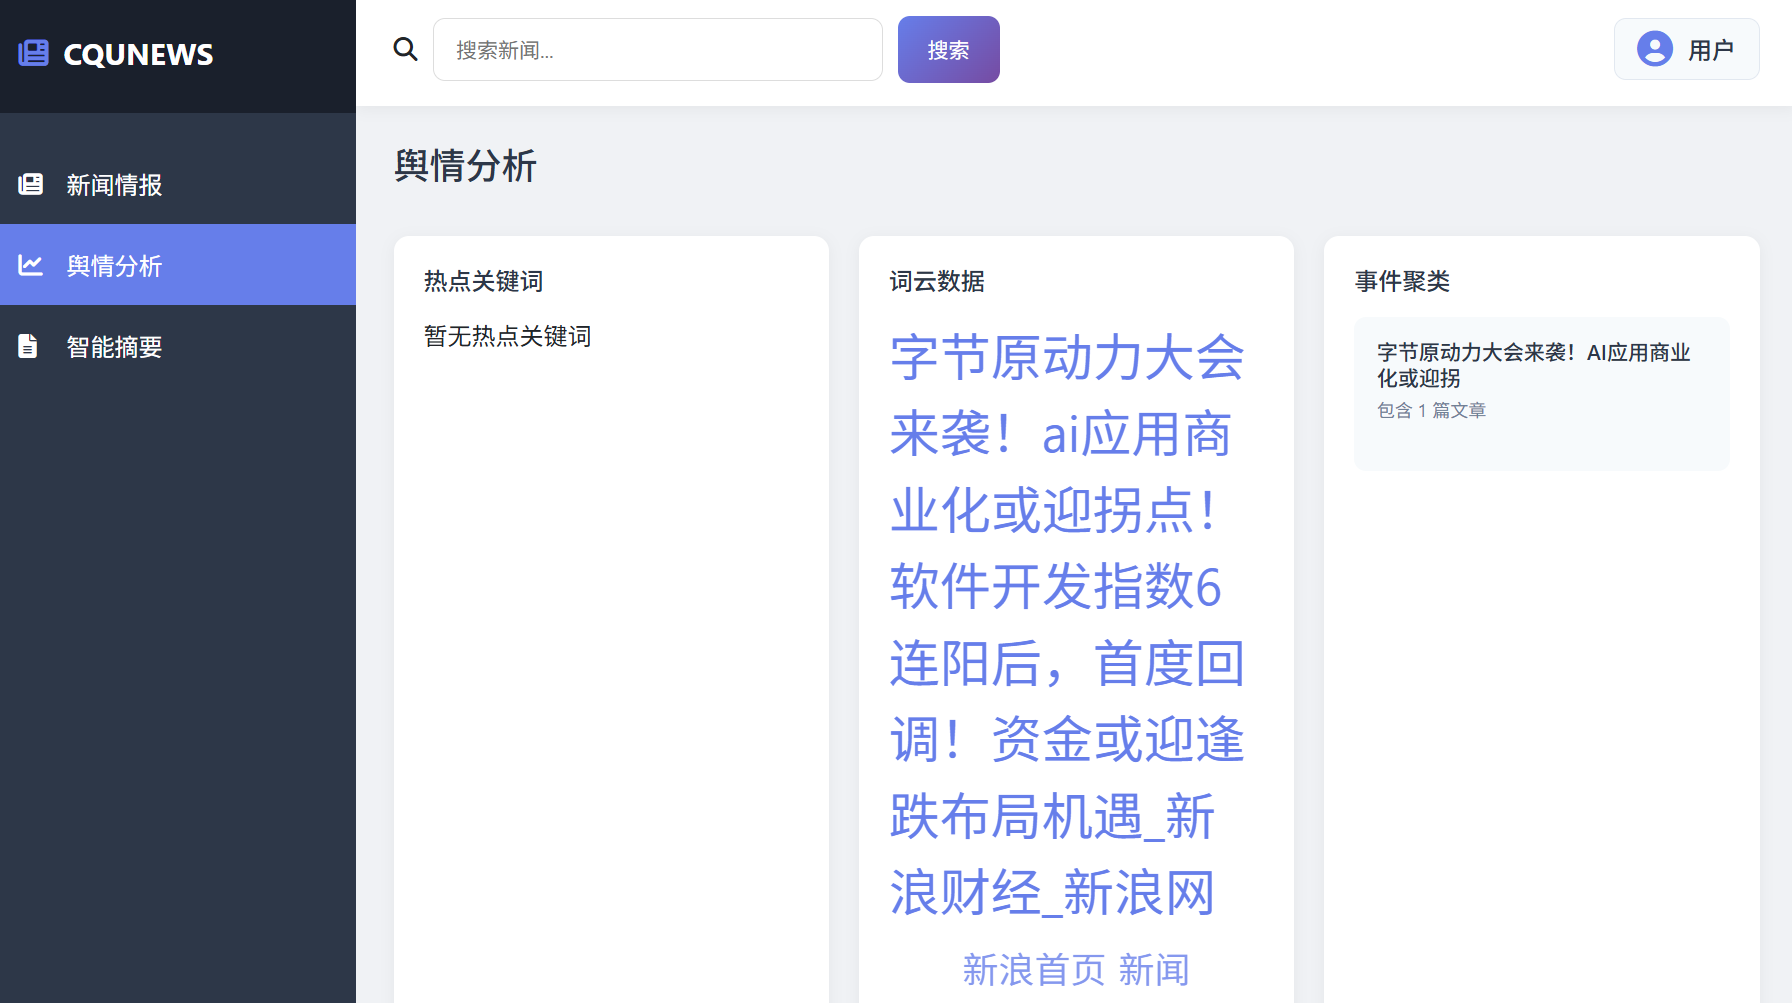 CQUNEWS
搜索新闻...
搜索
用户
新闻情报
舆情分析
智能摘要
舆情分析
热点关键词
暂无热点关键词
词云数据
字节原动力大会
来袭！ai应用商
业化或迎拐点！
软件开发指数6
连阳后，首度回
调！资金或迎逢
跌布局机遇_新
浪财经_新浪网
新浪首页 新闻
事件聚类
字节原动力大会来袭！AI应用商业
化或迎拐
包含 1 篇文章